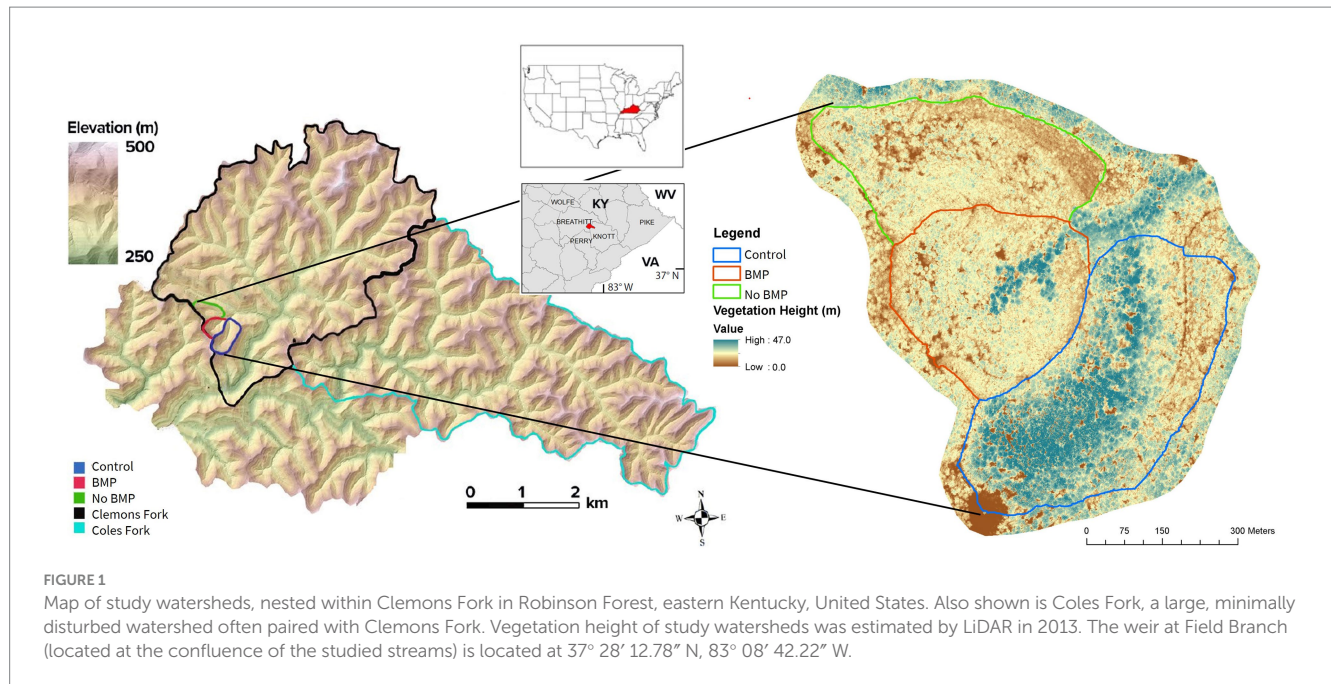 Elevation (m)
500
250
Control
BMP
No BMP
Clemons Fork
Coles Fork
0 1 2
km
N
W E
S
WV
KY
WOLFE
BREATHITT
PIKE
KNOTT
PERRY
VA
37° N
83° W
Legend
Control
BMP
No BMP
Vegetation Height (m)
Value
High : 47.0
Low : 0.0
0 75 150 300 Meters
FIGURE 1
Map of study watersheds, nested within Clemons Fork in Robinson Forest, eastern Kentucky, United States. Also shown is Coles Fork, a large, minimally
disturbed watershed often paired with Clemons Fork. Vegetation height of study watersheds was estimated by LiDAR in 2013. The weir at Field Branch
(located at the confluence of the studied streams) is located at 37° 28′ 12.78″ N, 83° 08′ 42.22″ W.